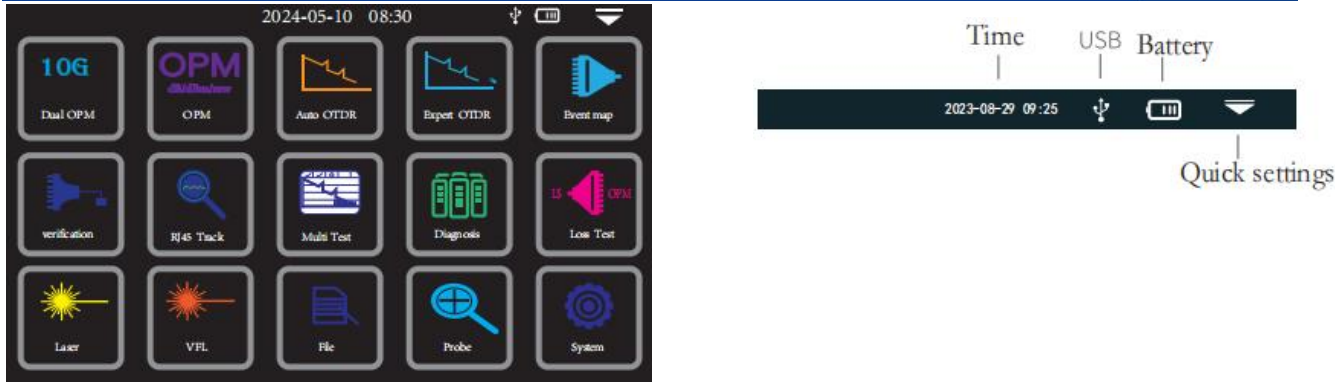 2024-05-10 08:30
10G
Dual OPM
OPM
OPM
Auto OTDR
Expert OTDR
Event map
verification
RJ45 Track
Multi Test
Diagnosis
LS OPM
Loss Test
Laser
VFL
File
Probe
System
Time USB Battery
2023-08-29 09:25
Quick settings